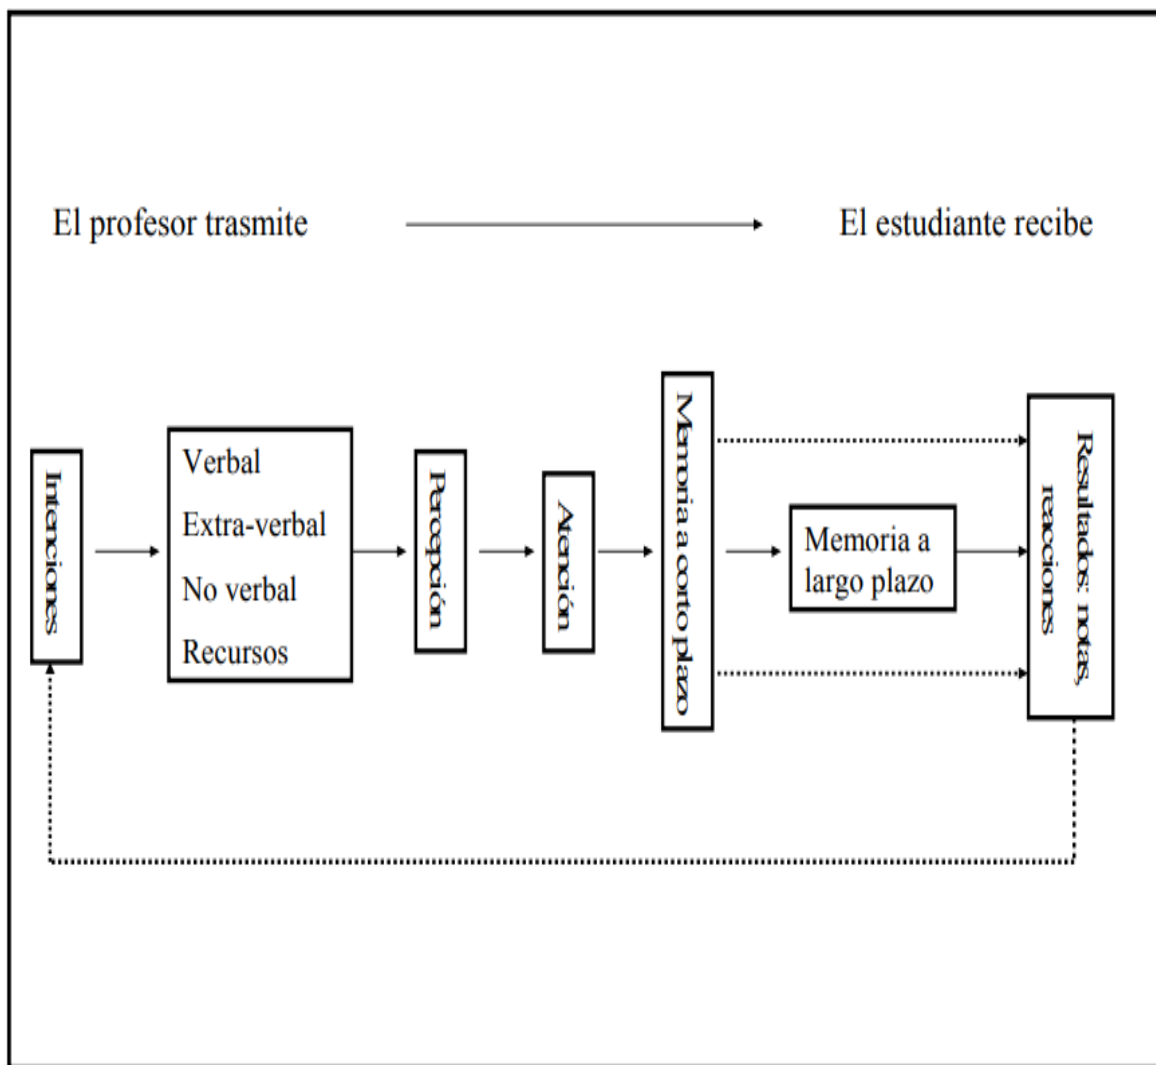 El profesor trasmite
El estudiante recibe
Intenciones
Verbal
Extra-verbal
No verbal
Recursos
Percepción
Atención
Memoria a corto plazo
Memoria a
largo plazo
Resultados: notas,
reacciones